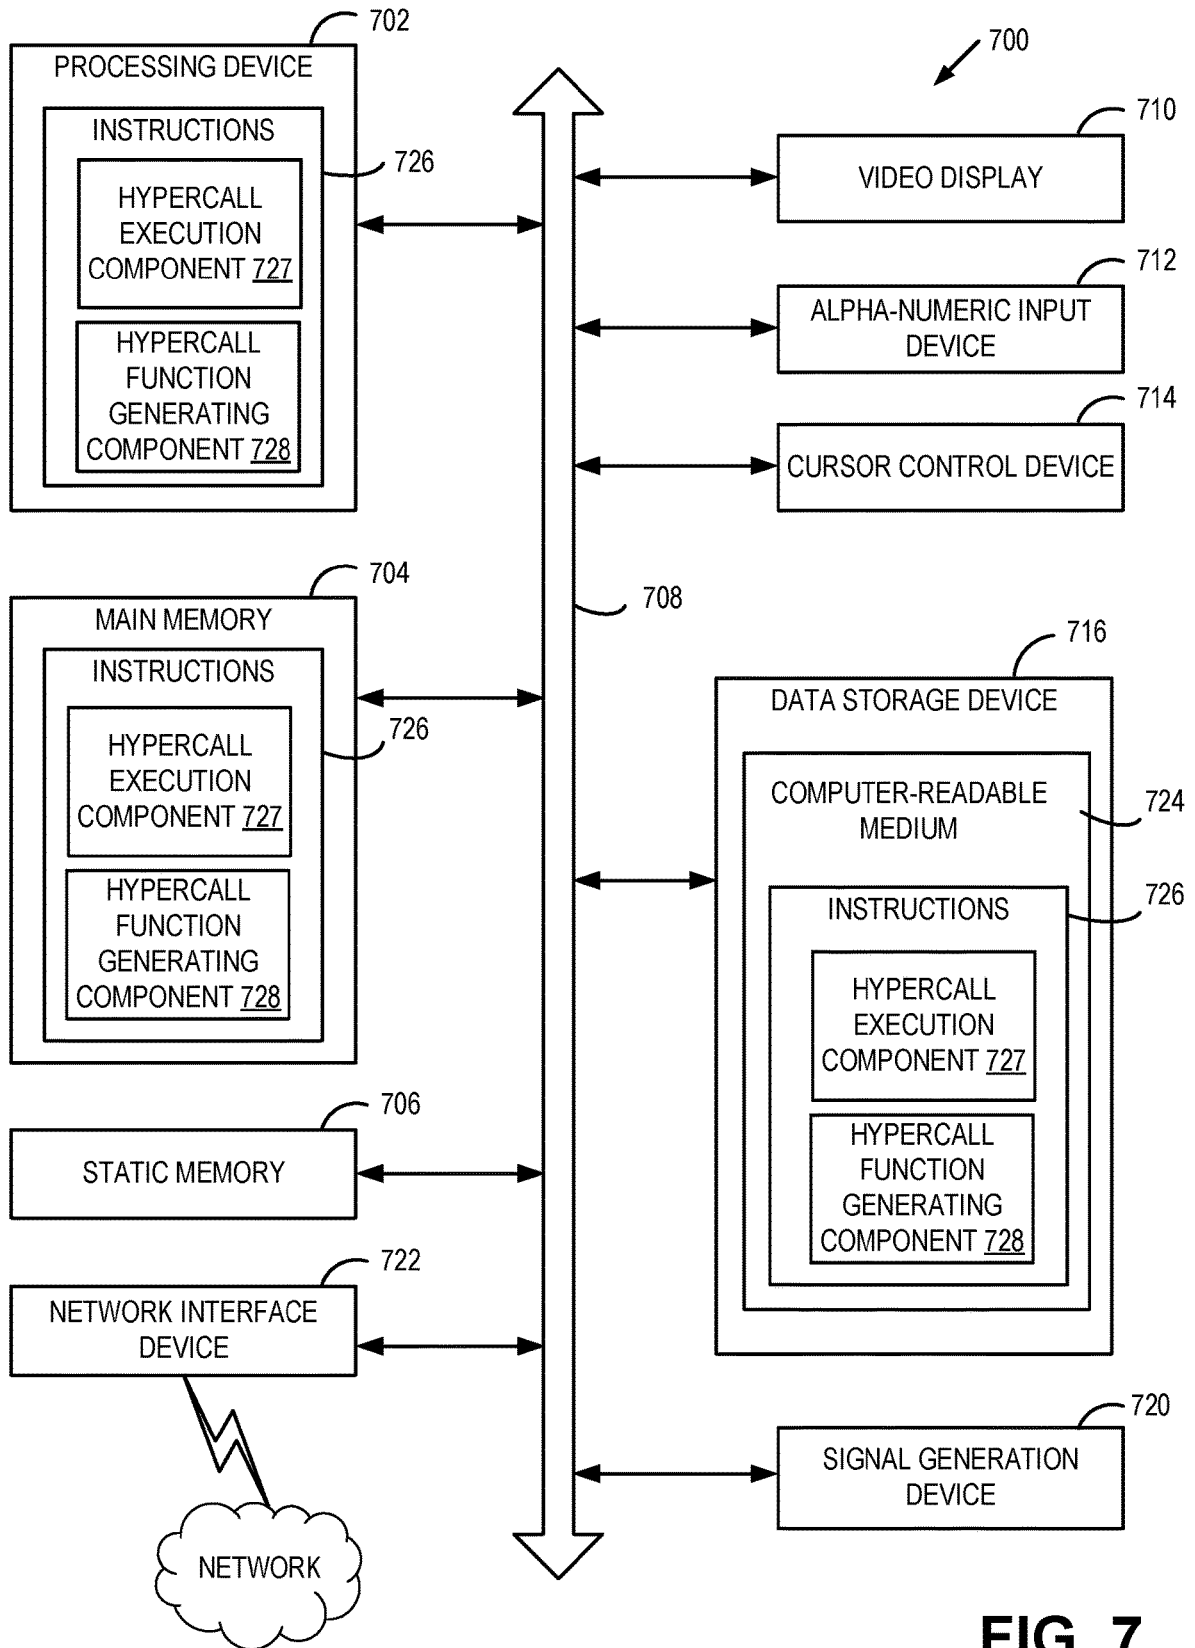 702
PROCESSING DEVICE
INSTRUCTIONS
726
HYPERCALL
EXECUTION
COMPONENT 727
HYPERCALL
FUNCTION
GENERATING
COMPONENT 728
704
MAIN MEMORY
INSTRUCTIONS
726
HYPERCALL
EXECUTION
COMPONENT 727
HYPERCALL
FUNCTION
GENERATING
COMPONENT 728
706
STATIC MEMORY
722
NETWORK INTERFACE
DEVICE
NETWORK
708
700
710
VIDEO DISPLAY
712
ALPHA-NUMERIC INPUT
DEVICE
714
CURSOR CONTROL DEVICE
716
DATA STORAGE DEVICE
COMPUTER-READABLE
MEDIUM
724
726
INSTRUCTIONS
HYPERCALL
EXECUTION
COMPONENT 727
HYPERCALL
FUNCTION
GENERATING
COMPONENT 728
720
SIGNAL GENERATION
DEVICE
FIG. 7